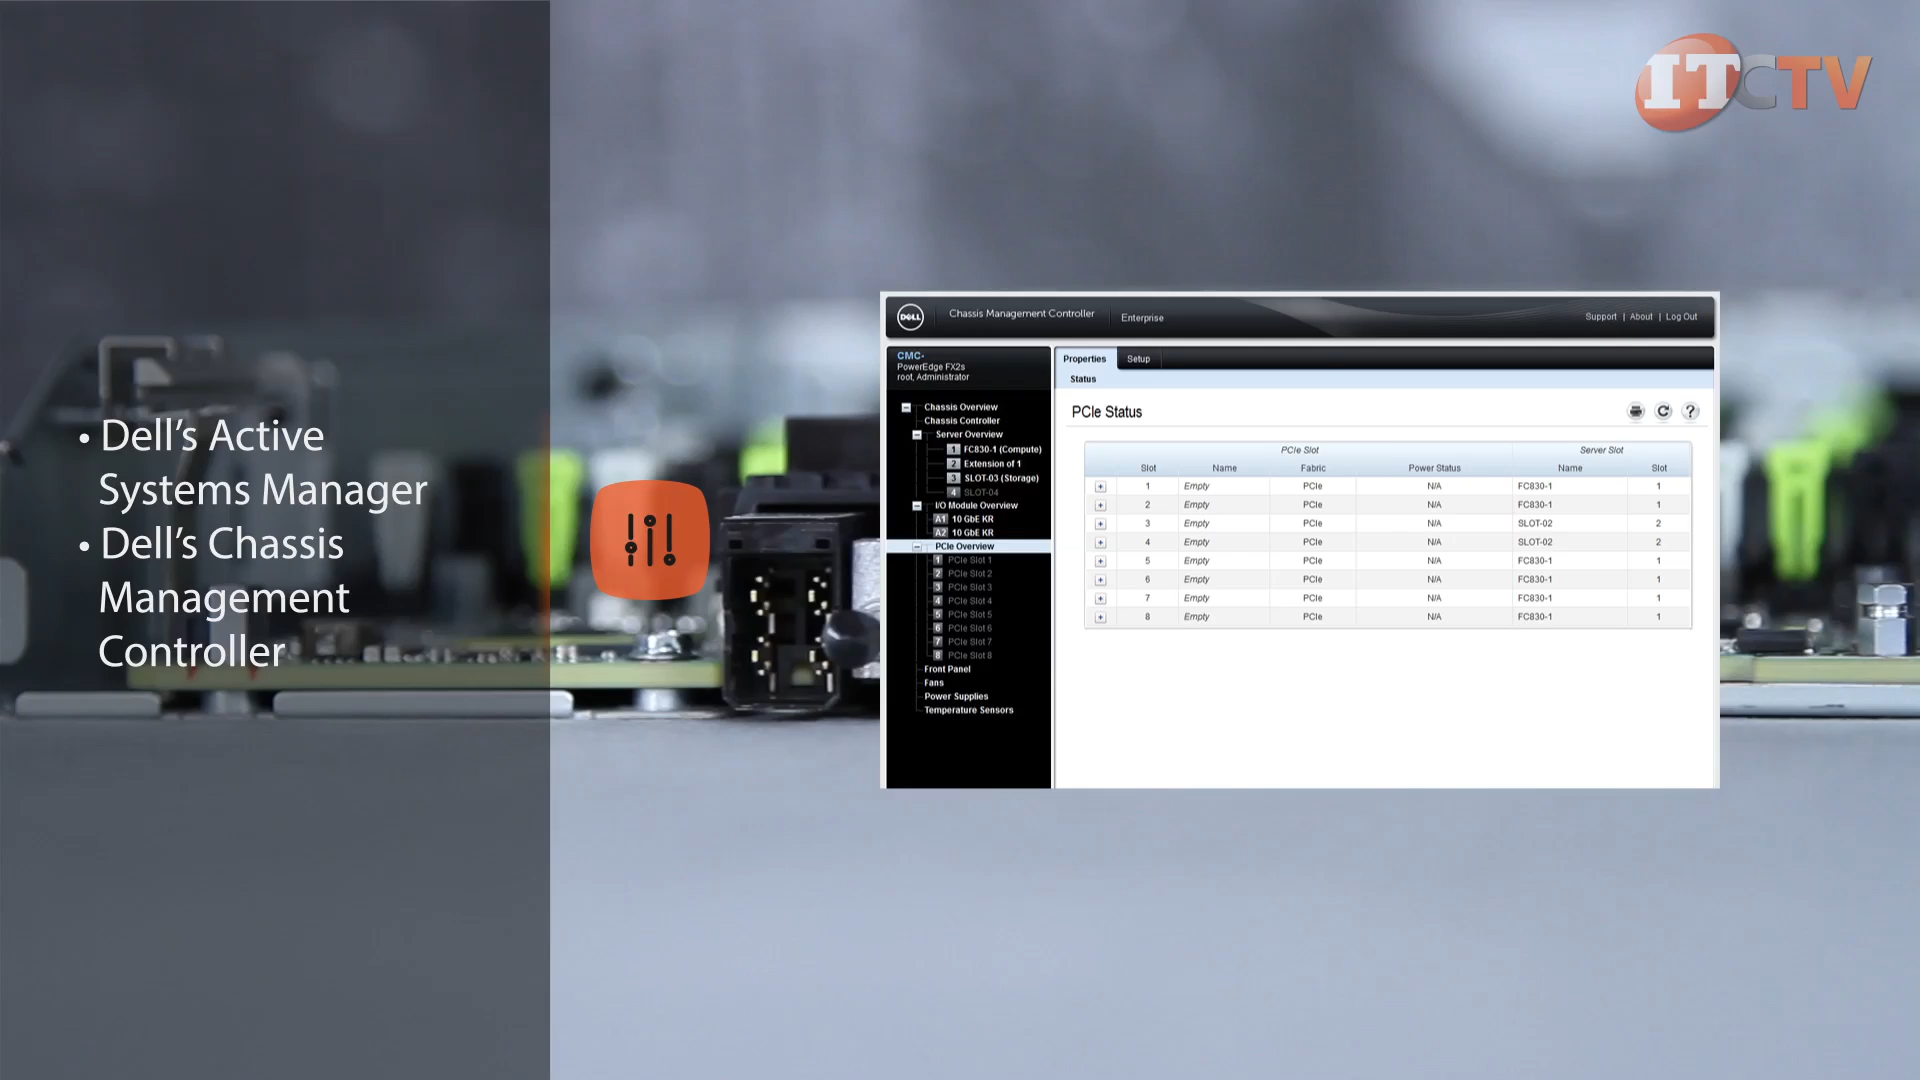 ITCTV
• Dell's Active
Systems Manager
• Dell's Chassis
Management
Controller
DELL Chassis Management Controller Enterprise Support | About | Log Out
CMC-
PowerEdge FX2s
root, Administrator
Chassis Overview
Chassis Controller
Server Overview
1 FC830-1 (Compute)
2 Extension of 1
3 SLOT-03 (Storage)
4 SLOT-04
I/O Module Overview
A1 10 GbE KR
A2 10 GbE KR
PCIe Overview
1 PCIe Slot 1
2 PCIe Slot 2
3 PCIe Slot 3
4 PCIe Slot 4
5 PCIe Slot 5
6 PCIe Slot 6
7 PCIe Slot 7
8 PCIe Slot 8
Front Panel
Fans
Power Supplies
Temperature Sensors
Properties Setup
Status
PCIe Status
PCIe Slot Server Slot
Slot Name Fabric Power Status Name Slot
1 Empty PCIe N/A FC830-1 1
2 Empty PCIe N/A FC830-1 1
3 Empty PCIe N/A SLOT-02 2
4 Empty PCIe N/A SLOT-02 2
5 Empty PCIe N/A FC830-1 1
6 Empty PCIe N/A FC830-1 1
7 Empty PCIe N/A FC830-1 1
8 Empty PCIe N/A FC830-1 1